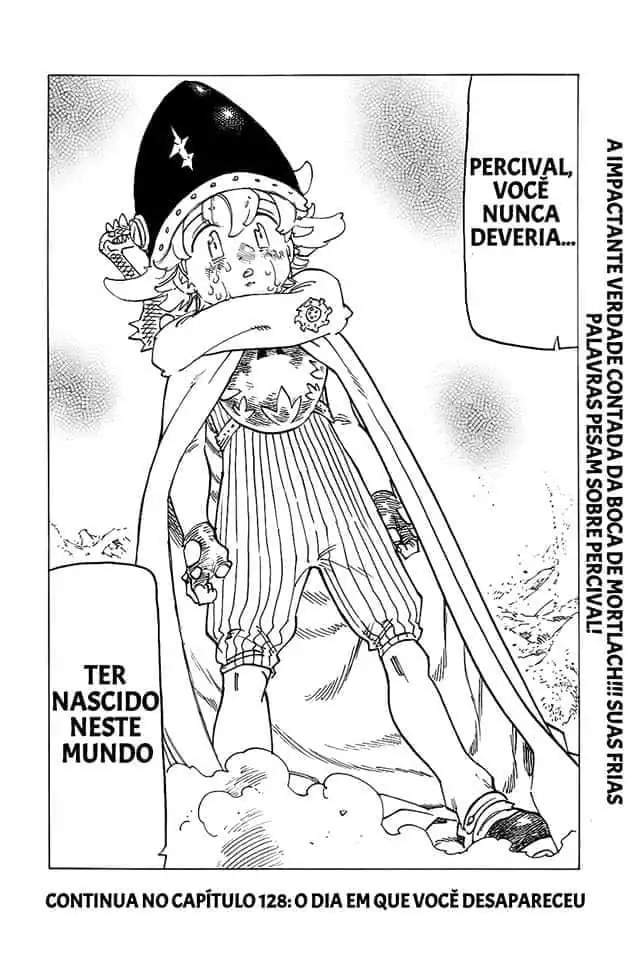 PERCIVAL,
VOCÊ
NUNCA
DEVERIA...
A IMPACTANTE VERDADE CONTADA DA BOCA DE MORTLACH!!! SUAS FRIAS
PALAVRAS PESAM SOBRE PERCIVAL!
TER
NASCIDO
NESTE
MUNDO
CONTINUA NO CAPÍTULO 128: O DIA EM QUE VOCÊ DESAPARECEU